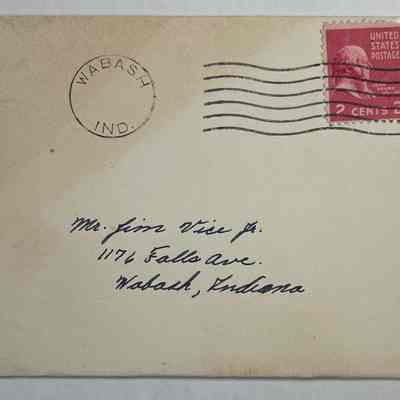 WABASH
IND.
UNITED
STATES
POSTAGE
2 CENTS 2
Mr. Jim Vice Jr.
1176 Falls Ave.
Wabash, Indiana